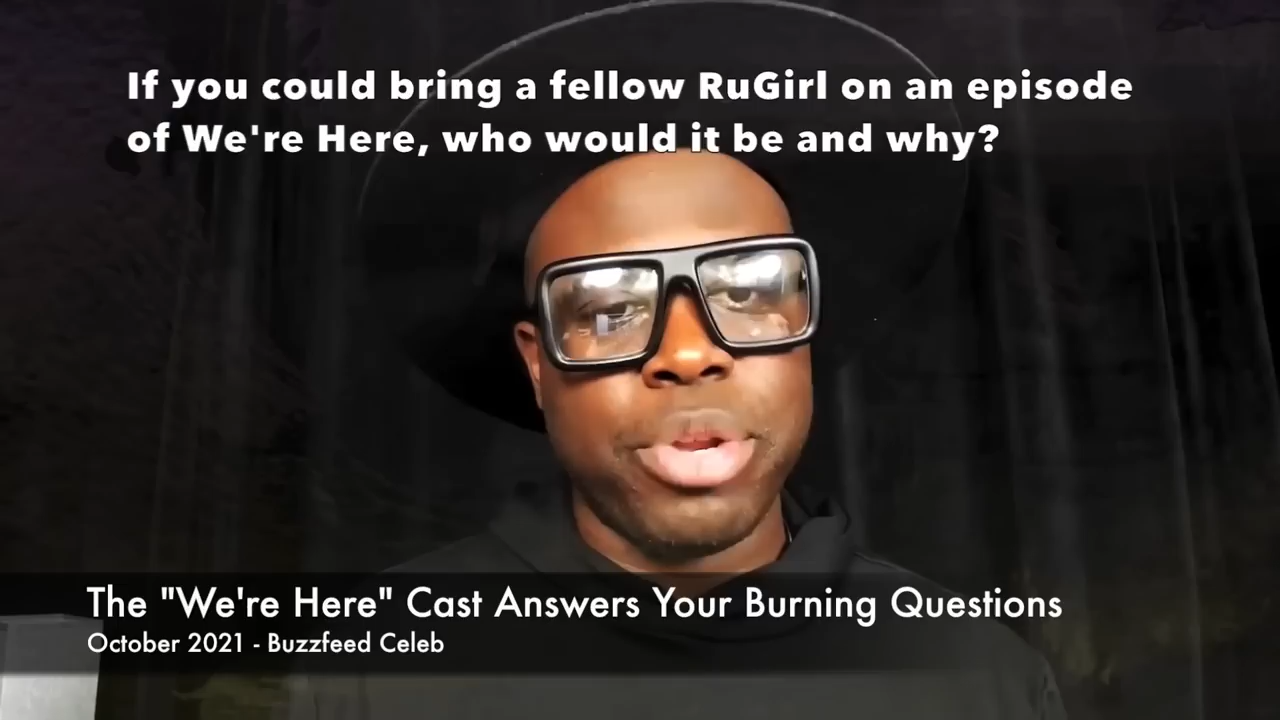 If you could bring a fellow RuGirl on an episode
of We're Here, who would it be and why?
The "We're Here" Cast Answers Your Burning Questions
October 2021 - Buzzfeed Celeb